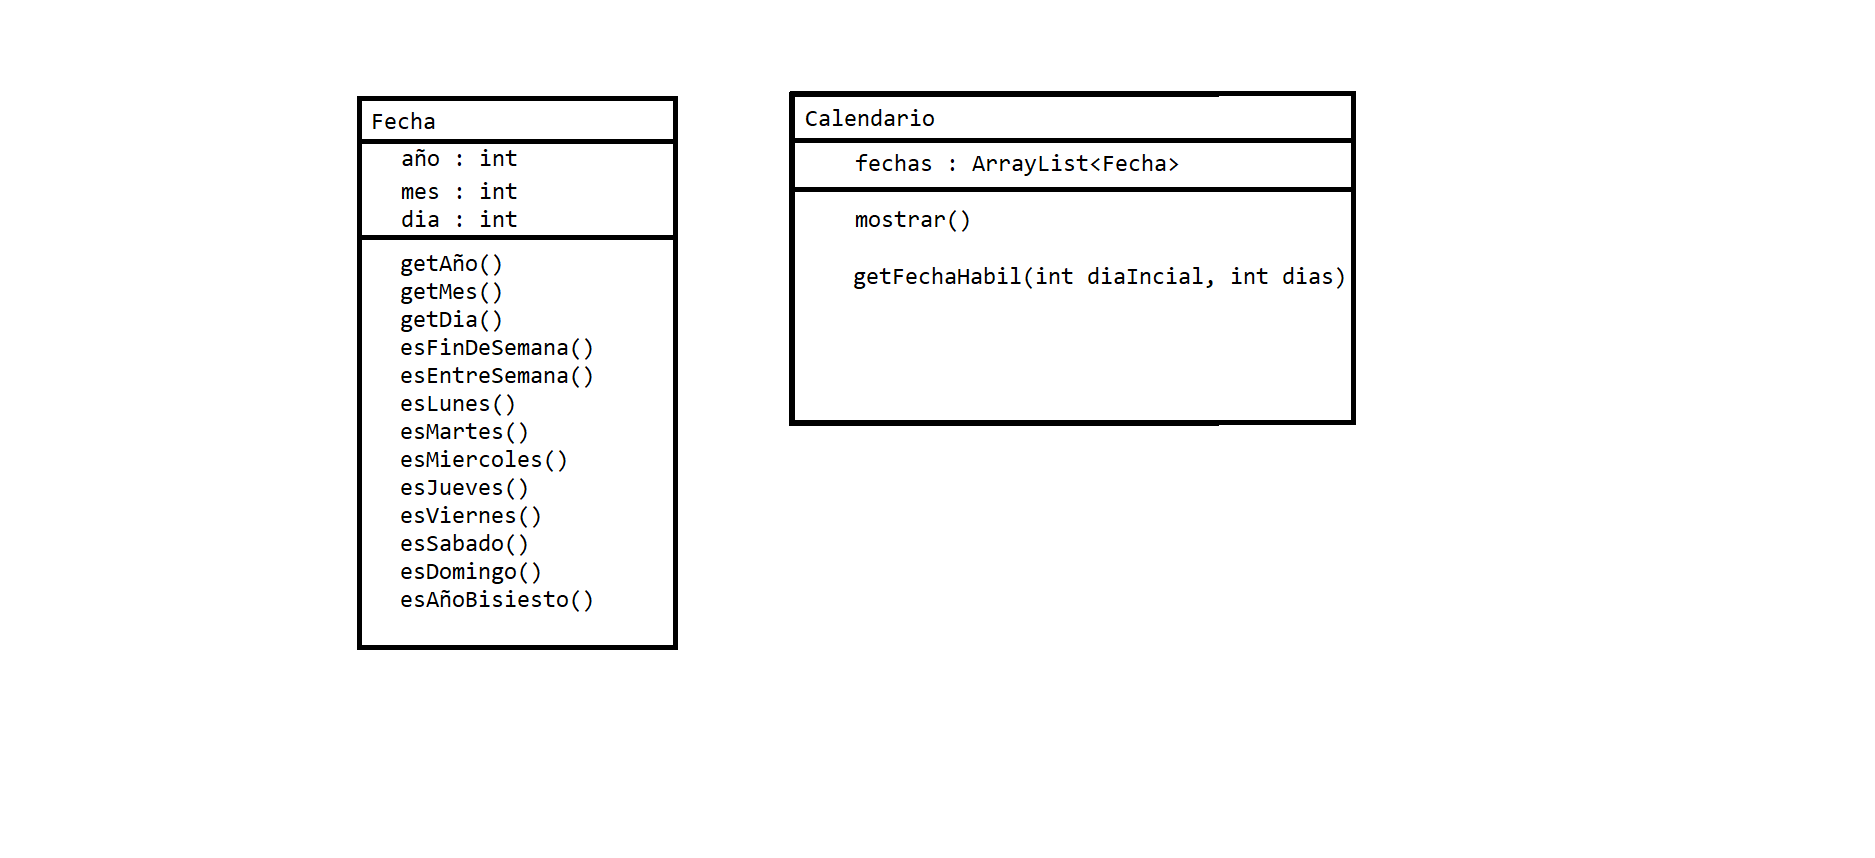 Fecha
año : int
mes : int
dia : int
getAño()
getMes()
getDia()
esFinDeSemana()
esEntreSemana()
esLunes()
esMartes()
esMiercoles()
esJueves()
esViernes()
esSabado()
esDomingo()
esAñoBisiesto()
Calendario
fechas : ArrayList<Fecha>
mostrar()
getFechaHabil(int diaIncial, int dias)